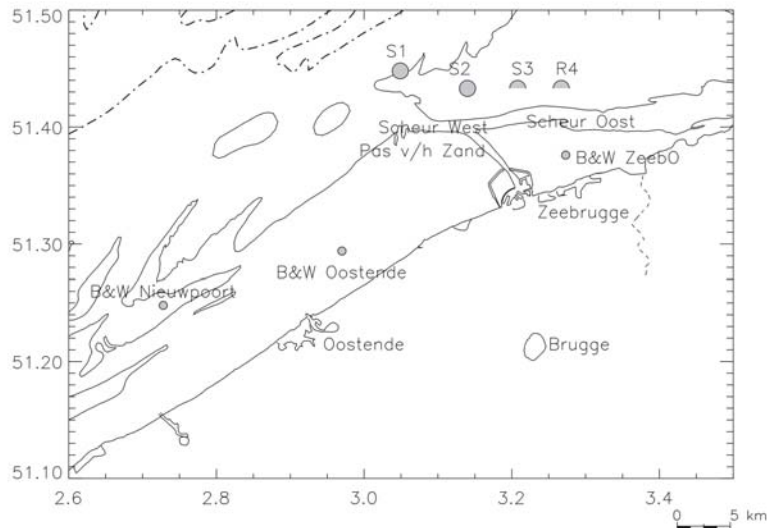 51.50
S1
S2
S3
R4
51.40
Scheur West
Scheur Oost
Pas v/h Zand
B&W ZeebO
Zeebrugge
51.30
B&W Oostende
B&W Nieuwpoort
51.20
Oostende
Brugge
51.10
2.6
2.8
3.0
3.2
3.4
0
5 km